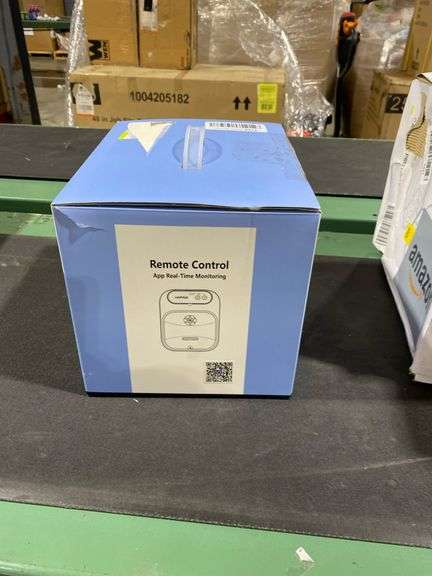 1004205182
Remote Control
App Real-Time Monitoring
amazon